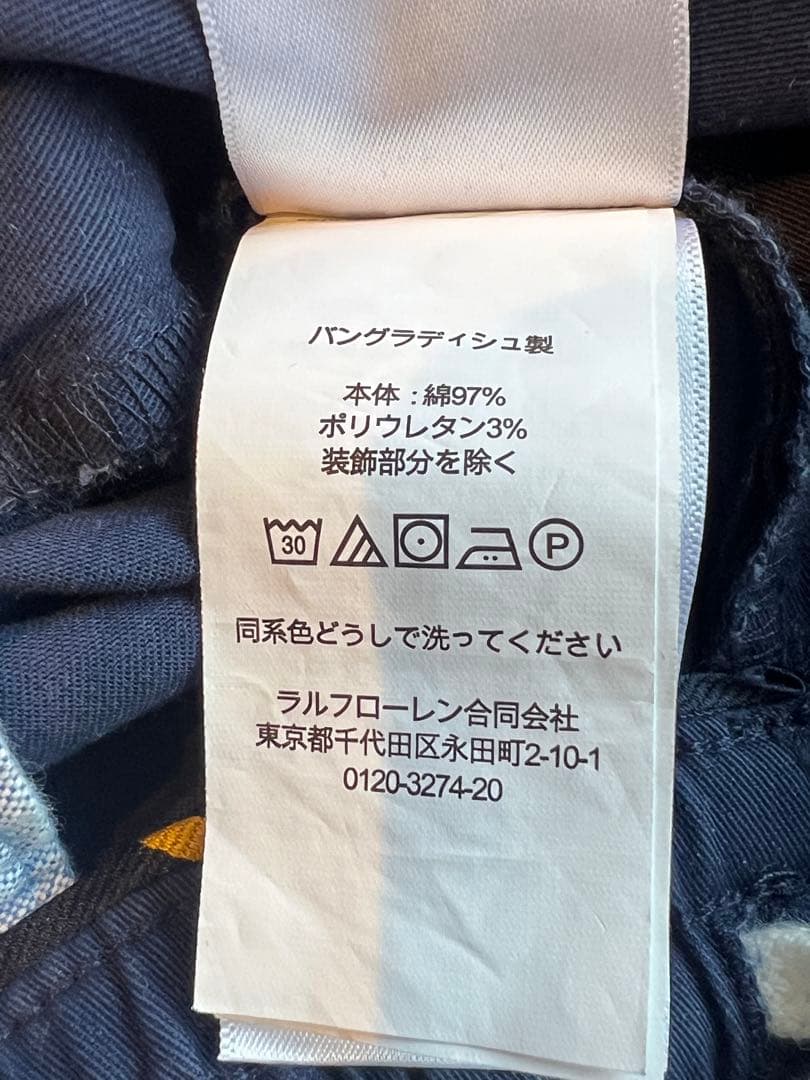 バングラディシュ製
本体 : 綿97%
ポリウレタン3%
装飾部分を除く
30 P
同系色どうしで洗ってください
ラルフローレン合同会社
東京都千代田区永田町2-10-1
0120-3274-20